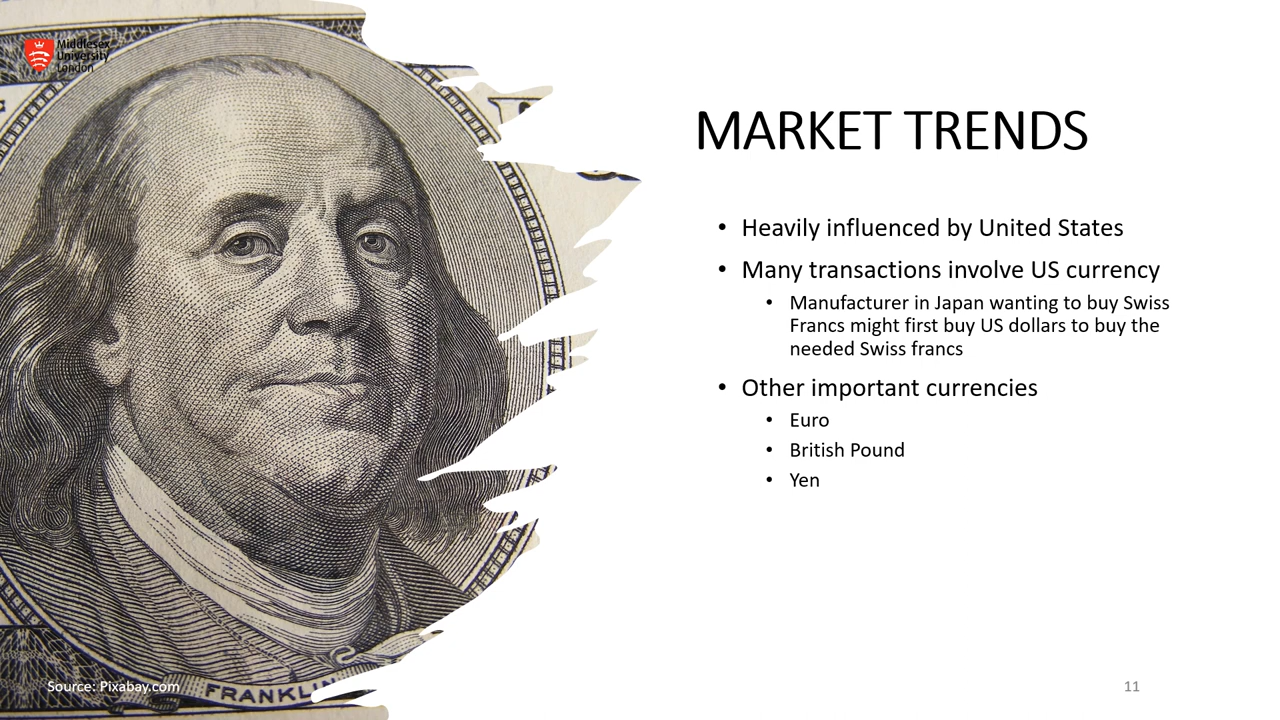 Middlesex
University
London
MARKET TRENDS
• Heavily influenced by United States
• Many transactions involve US currency
• Manufacturer in Japan wanting to buy Swiss
Francs might first buy US dollars to buy the
needed Swiss francs
• Other important currencies
• Euro
• British Pound
• Yen
Source: Pixabay.com
FRANKLIN
11